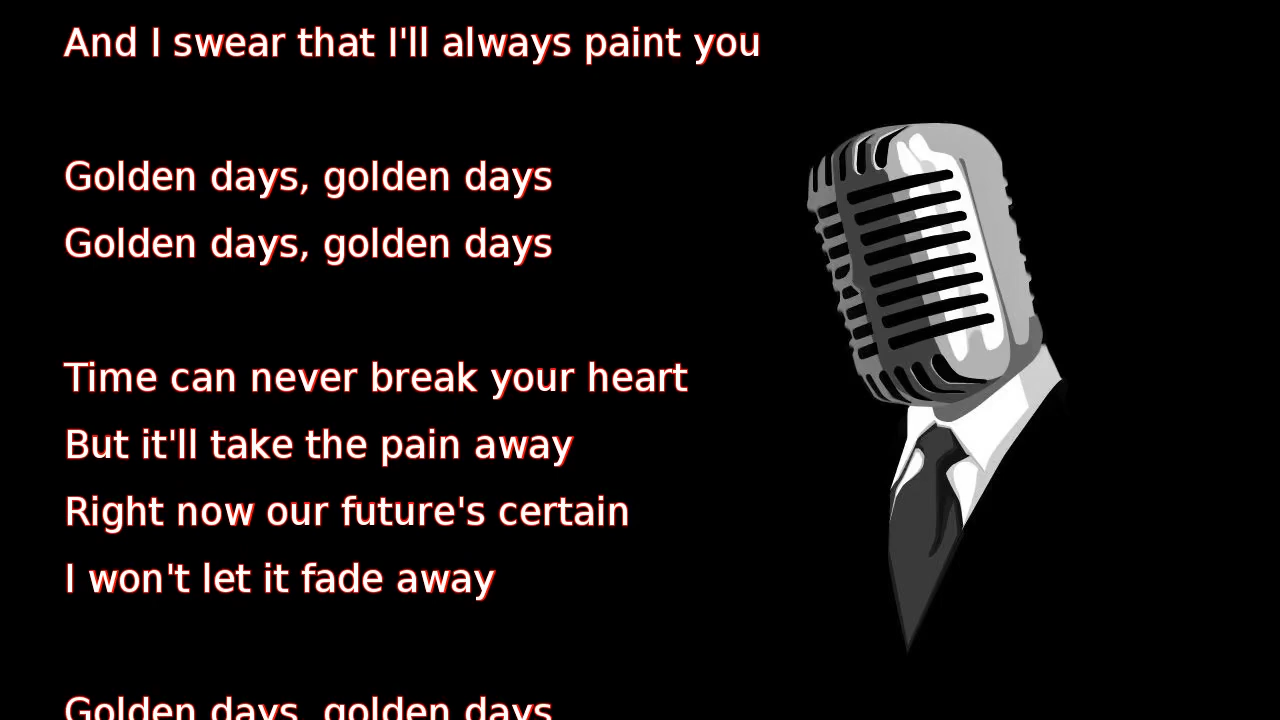 And I swear that I'll always paint you
Golden days, golden days
Golden days, golden days
Time can never break your heart
But it'll take the pain away
Right now our future's certain
I won't let it fade away
Golden days, golden days